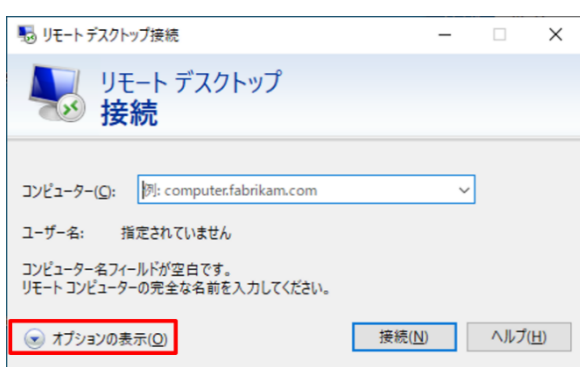 リモート デスクトップ接続
リモート デスクトップ
接続
コンピューター(C):
例: computer.fabrikam.com
ユーザー名: 指定されていません
コンピューター名フィールドが空白です。
リモート コンピューターの完全な名前を入力してください。
オプションの表示(O) 接続(N) ヘルプ(H)